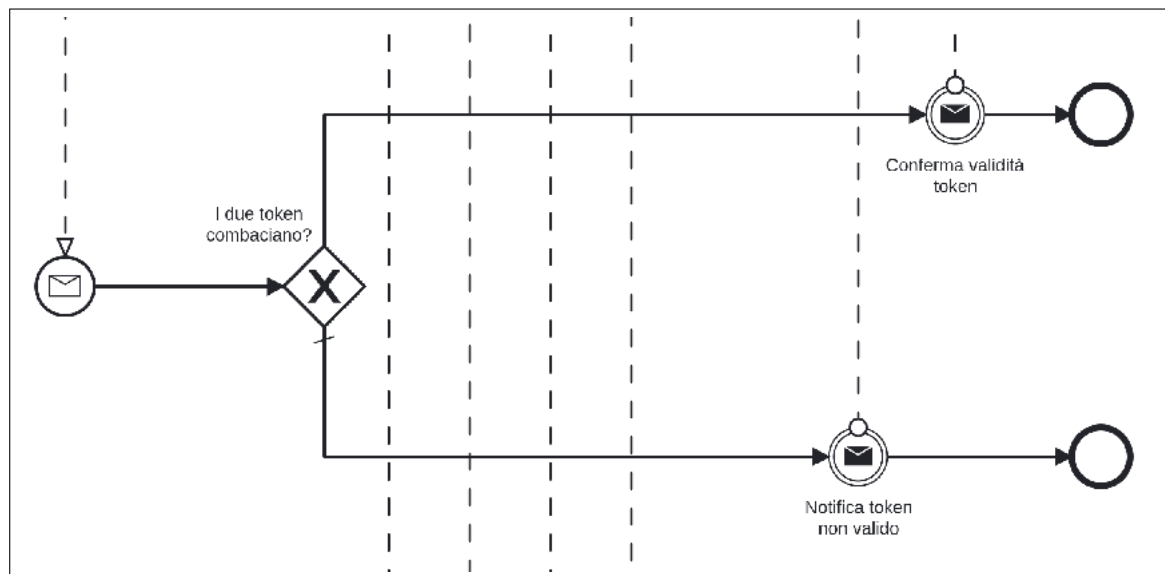 Conferma validità
token
I due token
combaciano?
X
Notifica token
non valido